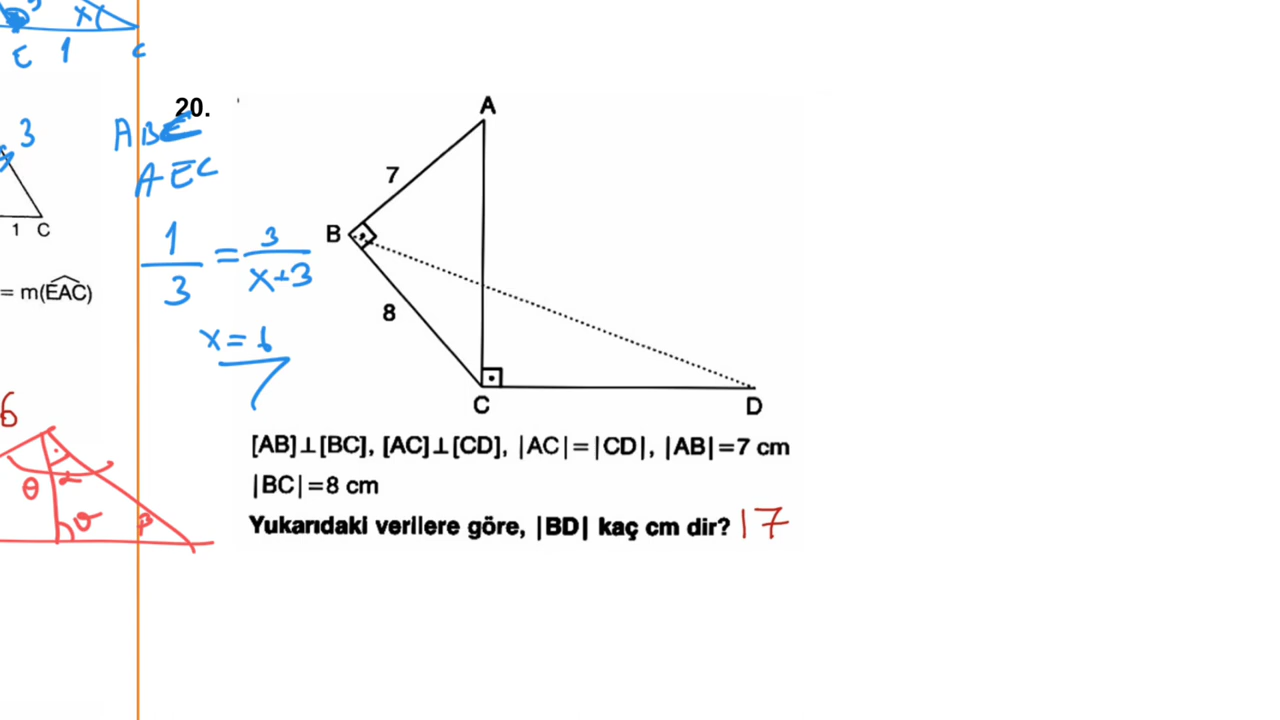 x
E 1 C
3
1 C
= m(EAC)
6
θ α
β
ABE
AEC
1/3 = 3/x+3
x = 6
20.
A
7
B
8
C
D
[AB]⊥[BC], [AC]⊥[CD], |AC|=|CD|, |AB|=7 cm
|BC|=8 cm
Yukarıdaki verilere göre, |BD| kaç cm dir? 17